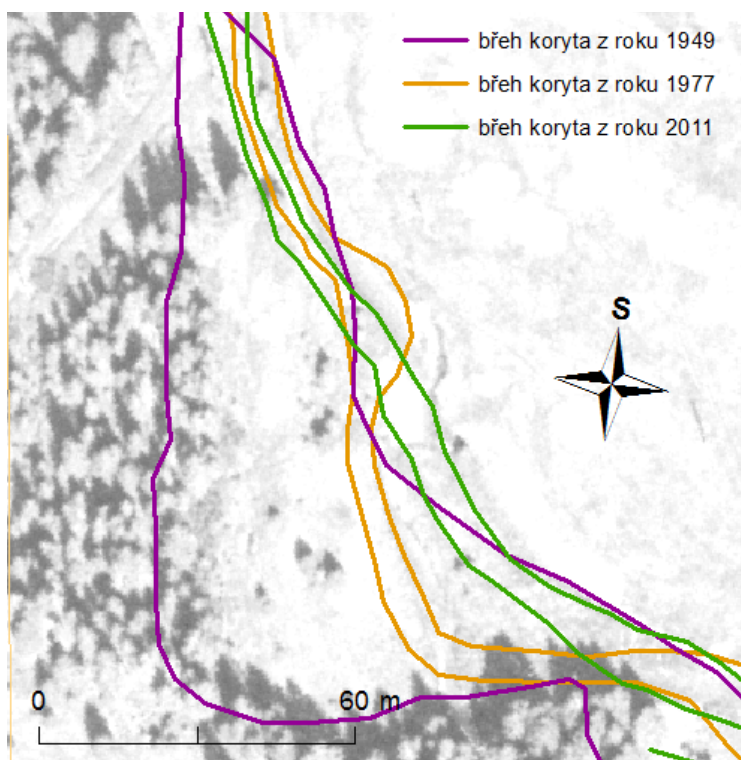 břeh koryta z roku 1949
břeh koryta z roku 1977
břeh koryta z roku 2011
S
0 60 m